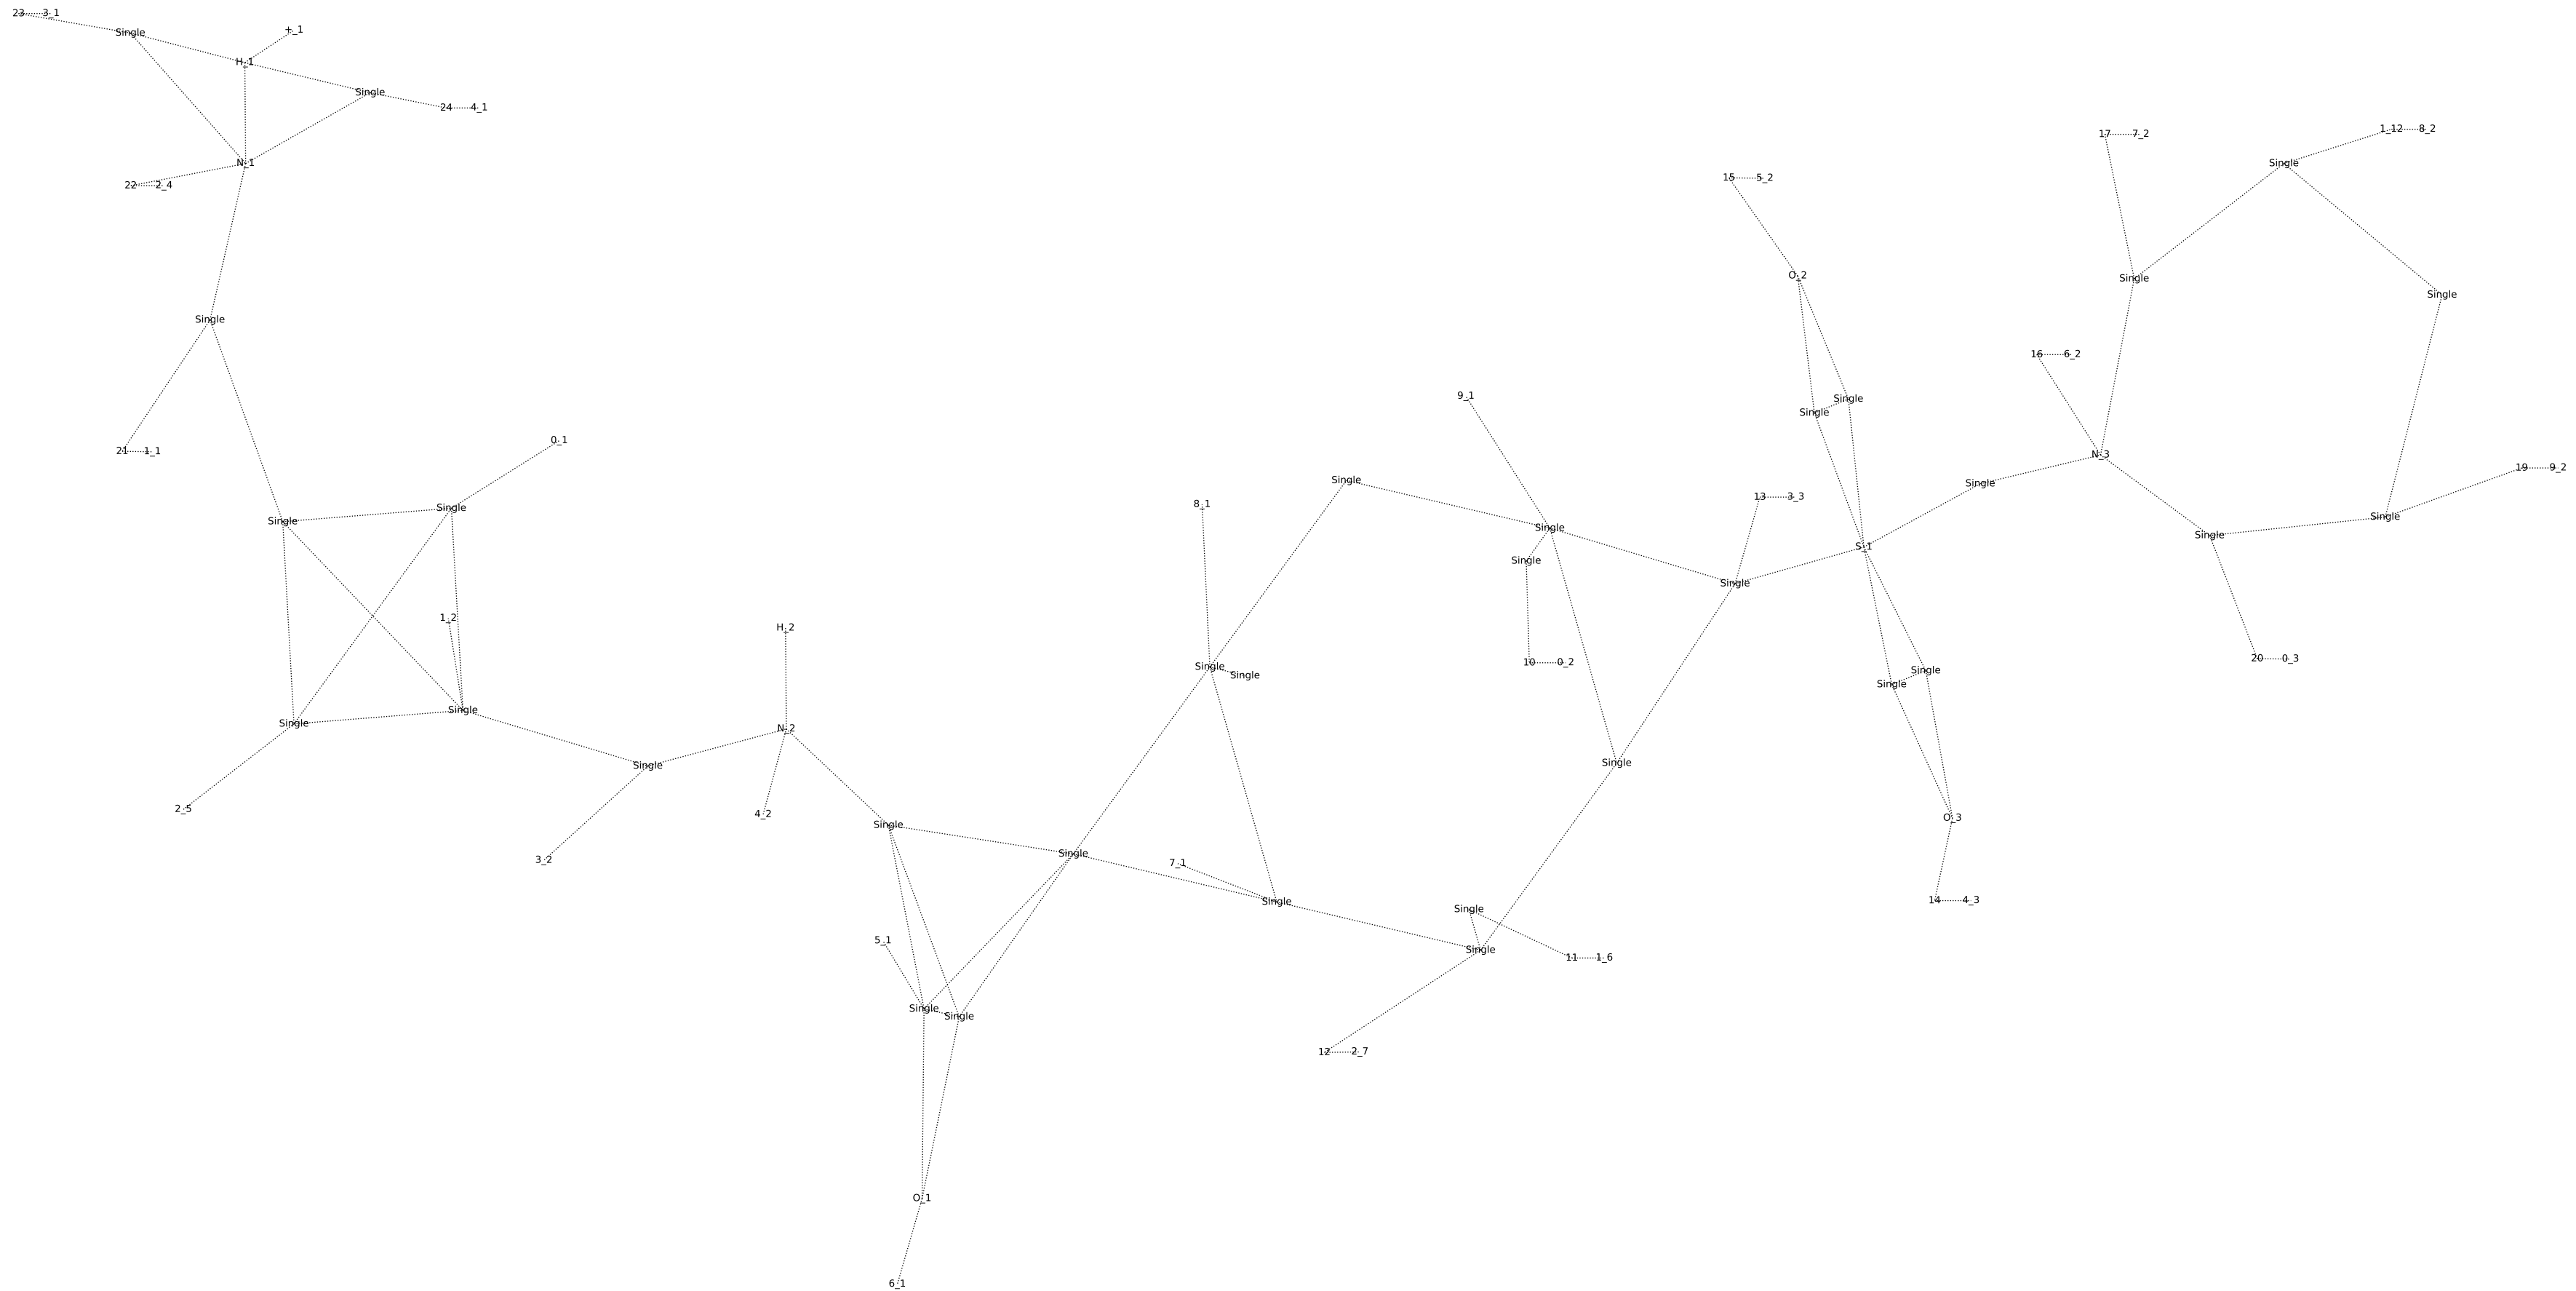 23 3_1
Single
+_1
H_1
Single
24 4_1
N_1
22 2_4
17 7_2
1_12 8_2
Single
15 5_2
O_2
Single
Single
Single
16 6_2
9_1
Single
Single
0_1
21 1_1
N_3
19 9_2
Single
Single
13 3_3
8_1
Single
Single
Single
Single
Single
S_1
Single
Single
Single
1_2
H_2
10 0_2
20 0_3
Single
Single
Single
Single
Single
Single
N_2
Single
Single
2_5
4_2
O_3
Single
Single
3_2
7_1
Single
14 4_3
Single
5_1
Single
11 1_6
Single
Single
12 2_7
O_1
6_1